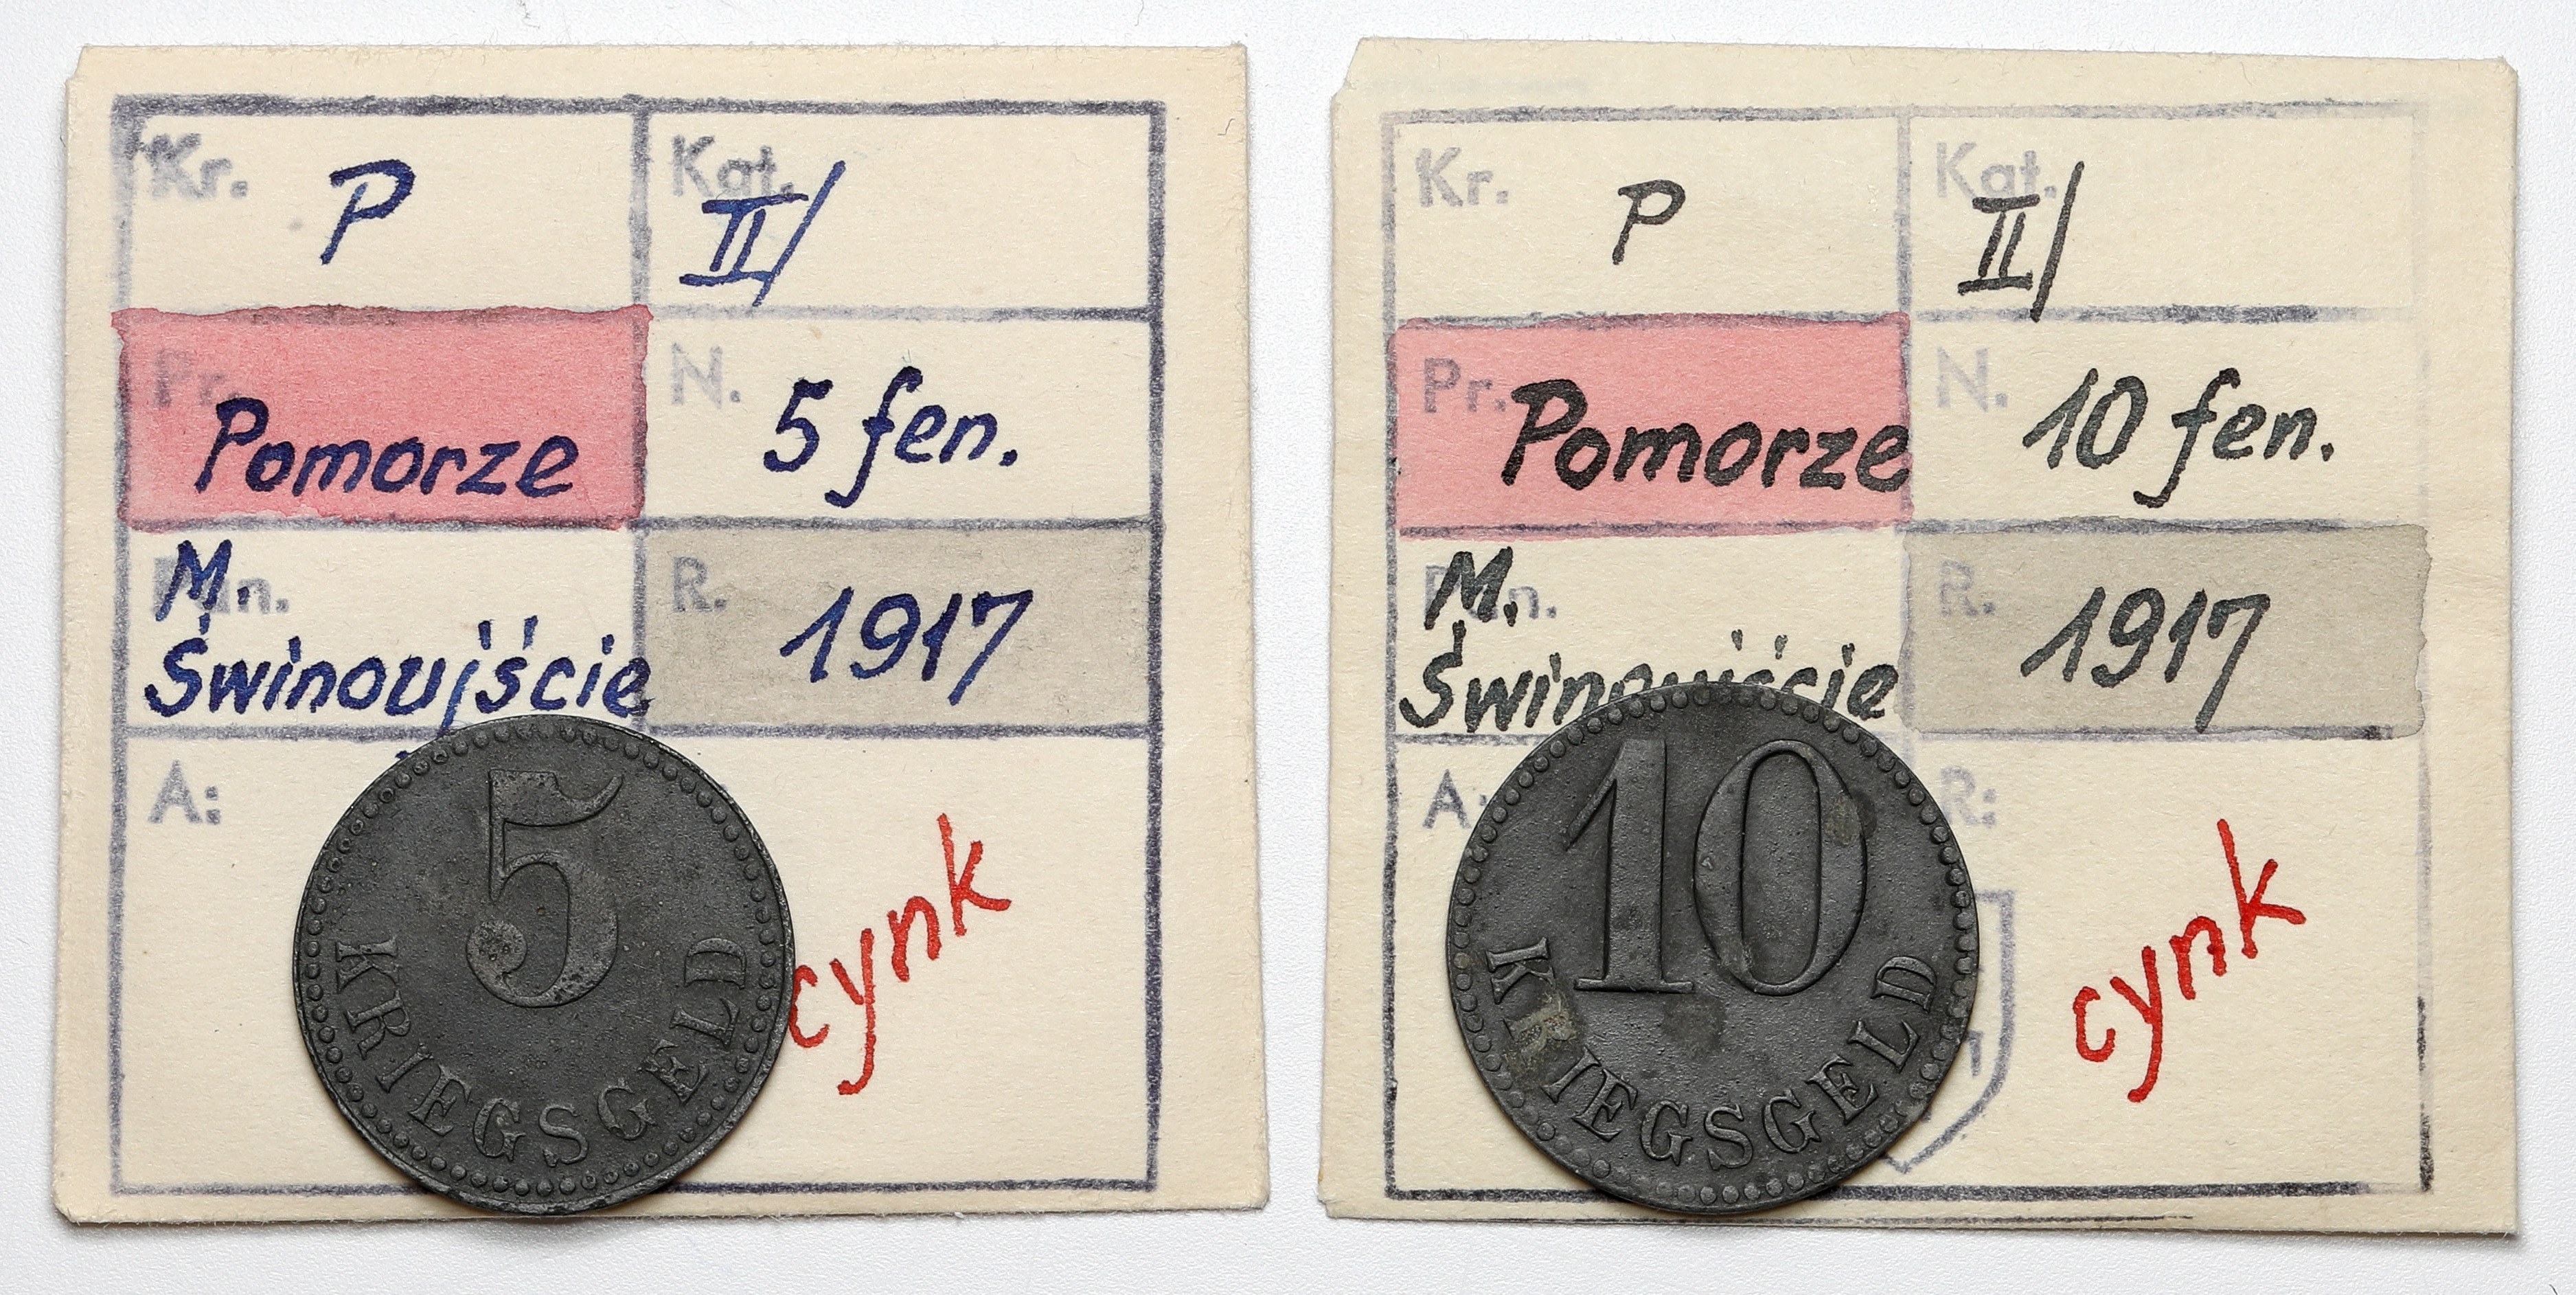 Kr. P
Kat. II/
Pr. Pomorze
N. 5 fen.
M.
Świnoujście
R. 1917
A:
cynk
5
KRIEGSGELD
Kr. P
Kat. II/
Pr. Pomorze
N. 10 fen.
M.
Świnoujście
R. 1917
A:
R:
cynk
10
KRIEGSGELD